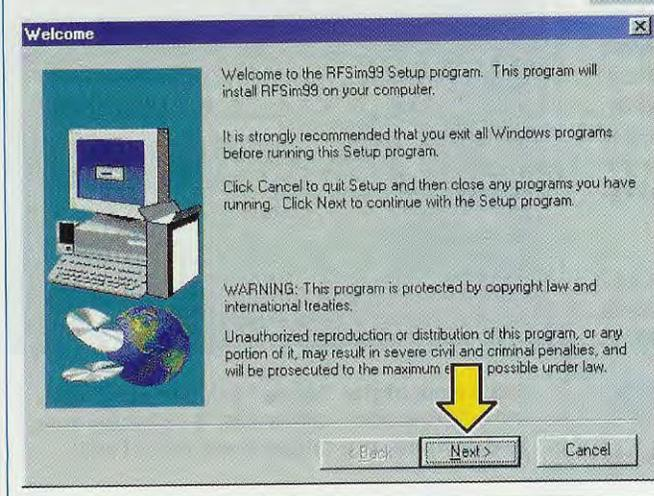 Welcome
Welcome to the RFSim99 Setup program. This program will
install RFSim99 on your computer.
It is strongly recommended that you exit all Windows programs
before running this Setup program.
Click Cancel to quit Setup and then close any programs you have
running. Click Next to continue with the Setup program.
WARNING: This program is protected by copyright law and
international treaties.
Unauthorized reproduction or distribution of this program, or any
portion of it, may result in severe civil and criminal penalties, and
will be prosecuted to the maximum possible under law.
< Back
Next >
Cancel